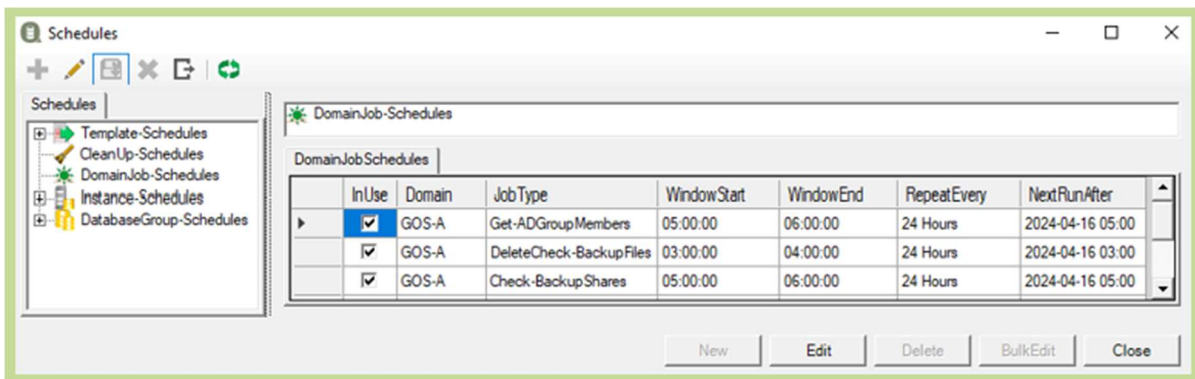 Schedules
Schedules
Template-Schedules
CleanUp-Schedules
DomainJob-Schedules
Instance-Schedules
DatabaseGroup-Schedules
DomainJob-Schedules
DomainJobSchedules
InUse Domain JobType WindowStart WindowEnd RepeatEvery NextRunAfter
GOS-A Get-ADGroupMembers 05:00:00 06:00:00 24 Hours 2024-04-16 05:00
GOS-A DeleteCheck-BackupFiles 03:00:00 04:00:00 24 Hours 2024-04-16 03:00
GOS-A Check-BackupShares 05:00:00 06:00:00 24 Hours 2024-04-16 05:00
New Edit Delete BulkEdit Close